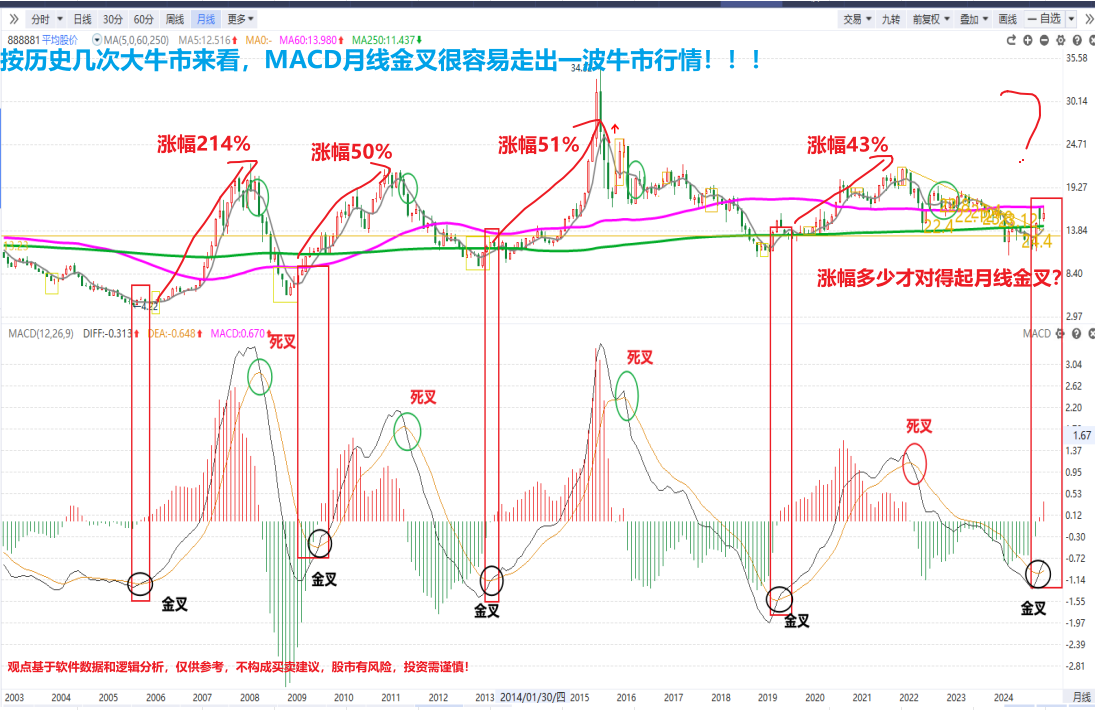 分时 日线 30分 60分 周线 月线 更多 交易 九转 前复权 叠加 画线 一自选
888881平均股价 MA(5,0,60,250) MA5:12.516 MA0:- MA60:13.980 MA250:11.437
按历史几次大牛市来看，MACD月线金叉很容易走出一波牛市行情！！！
35.58
30.14
24.71
19.27
13.84
8.40
2.97
涨幅214%
涨幅50%
涨幅51%
涨幅43%
涨幅多少才对得起月线金叉?
4.22
MACD(12,26,9) DIFF:-0.313 DEA:-0.648 MACD:0.670 MACD
死叉
死叉
死叉
死叉
3.04
2.62
2.20
1.67
1.37
0.95
0.53
0.12
-0.30
-0.72
-1.14
-1.55
-1.97
-2.39
-2.81
金叉
金叉
金叉
金叉
金叉
观点基于软件数据和逻辑分析，仅供参考，不构成买卖建议，股市有风险，投资需谨慎！
2003 2004 2005 2006 2007 2008 2009 2010 2011 2012 2013 2014/01/30/四 2015 2016 2017 2018 2019 2020 2021 2022 2023 2024 月线